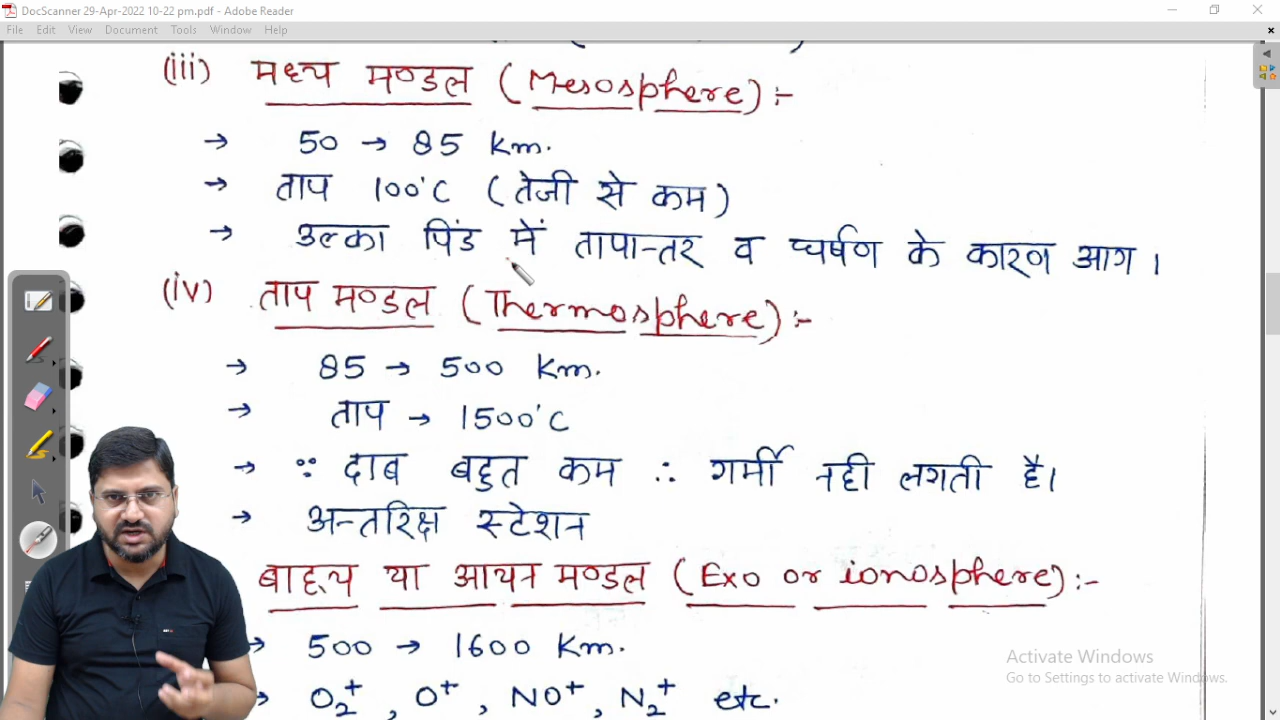 DocScanner 29-Apr-2022 10-22 pm.pdf - Adobe Reader
File Edit View Document Tools Window Help
(iii) मध्य मण्डल (Mesosphere) :-
→ 50 → 85 Km.
→ ताप 100°C (तेजी से कम)
→ उल्का पिंड में तापान्तर व घर्षण के कारण आग।
(iv) ताप मण्डल (Thermosphere) :-
→ 85 → 500 Km.
→ ताप → 1500°C
→ ∵ दाब बहुत कम ∴ गर्मी नही लगती है।
→ अन्तरिक्ष स्टेशन
बाह्य या आयन मण्डल (Exo or ionosphere) :-
→ 500 → 1600 Km.
→ O₂⁺, O⁺, NO⁺, N₂⁺ etc.
Activate Windows
Go to Settings to activate Windows.